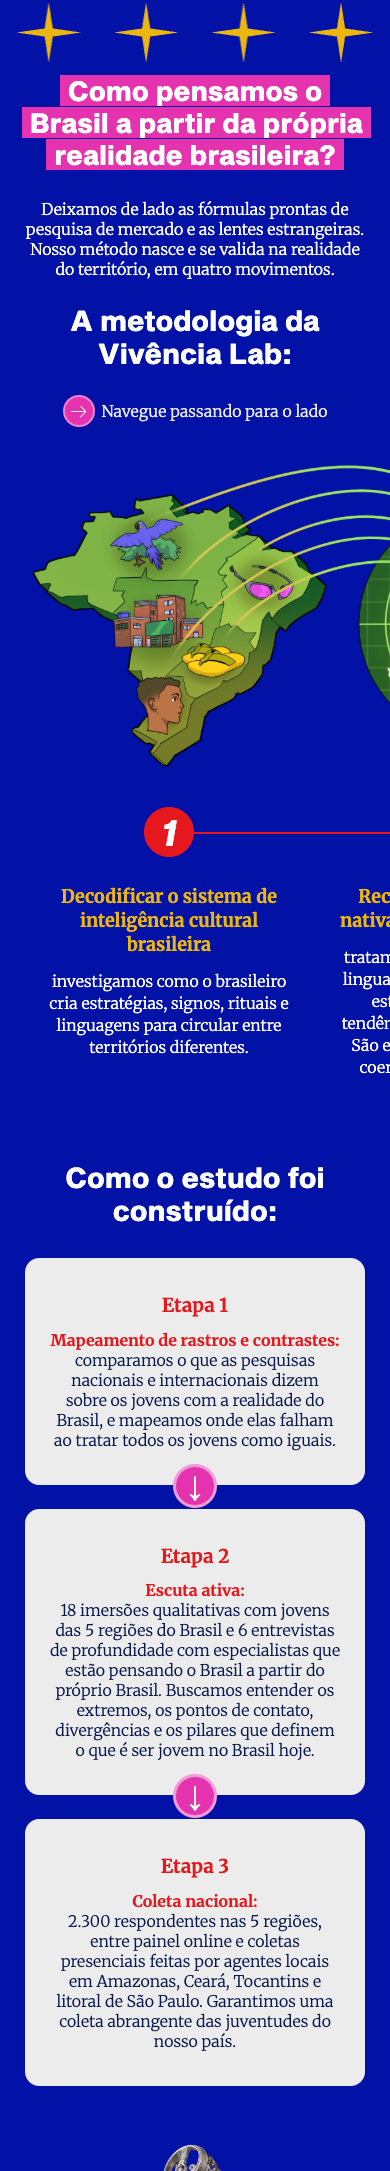 Como pensamos o
Brasil a partir da própria
realidade brasileira?
Deixamos de lado as fórmulas prontas de
pesquisa de mercado e as lentes estrangeiras.
Nosso método nasce e se valida na realidade
do território, em quatro movimentos.
A metodologia da
Vivência Lab:
Navegue passando para o lado
1
Decodificar o sistema de
inteligência cultural
brasileira
investigamos como o brasileiro
cria estratégias, signos, rituais e
linguagens para circular entre
territórios diferentes.
Como o estudo foi
construído:
Etapa 1
Mapeamento de rastros e contrastes:
comparamos o que as pesquisas
nacionais e internacionais dizem
sobre os jovens com a realidade do
Brasil, e mapeamos onde elas falham
ao tratar todos os jovens como iguais.
Etapa 2
Escuta ativa:
18 imersões qualitativas com jovens
das 5 regiões do Brasil e 6 entrevistas
de profundidade com especialistas que
estão pensando o Brasil a partir do
próprio Brasil. Buscamos entender os
extremos, os pontos de contato,
divergências e os pilares que definem
o que é ser jovem no Brasil hoje.
Etapa 3
Coleta nacional:
2.300 respondentes nas 5 regiões,
entre painel online e coletas
presenciais feitas por agentes locais
em Amazonas, Ceará, Tocantins e
litoral de São Paulo. Garantimos uma
coleta abrangente das juventudes do
nosso país.